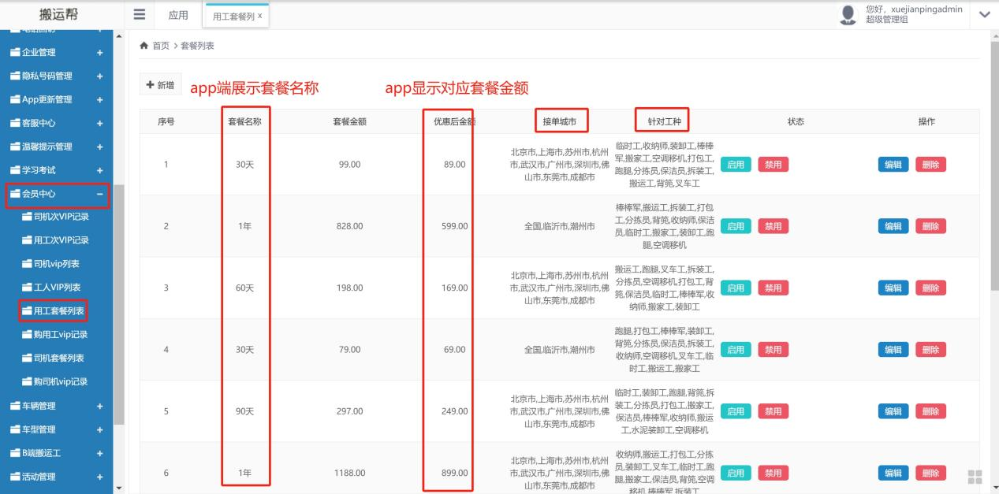 搬运帮
应用
用工套餐列 x
您好，xuejianpingadmin
超级管理组
企业管理 +
隐私号码管理 +
App更新管理 +
客服中心 +
温馨提示管理 +
学习考试 +
会员中心 −
司机次VIP记录
用工次VIP记录
司机vip列表
工人VIP列表
用工套餐列表
购用工vip记录
司机套餐列表
购司机vip记录
车辆管理 +
车型管理 +
B端搬运工 +
活动管理 +
首页 > 套餐列表
+ 新增
app端展示套餐名称
app显示对应套餐金额
序号 套餐名称 套餐金额 优惠后金额 接单城市 针对工种 状态 操作
1 30天 99.00 89.00
北京市,上海市,苏州市,杭州
市,武汉市,广州市,深圳市,佛
山市,东莞市,成都市
临时工,收纳师,装卸工,棒棒
军,搬家工,空调移机,打包工,
跑腿,分拣员,保洁员,拆装工,
搬运工,背篼,叉车工
启用 禁用 编辑 删除
2 1年 828.00 599.00
全国,临沂市,潮州市
棒棒军,搬运工,拆装工,打包
工,分拣员,背篼,收纳师,保洁
员,临时工,搬家工,装卸工,跑
腿,空调移机
启用 禁用 编辑 删除
3 60天 198.00 169.00
北京市,上海市,苏州市,杭州
市,武汉市,广州市,深圳市,佛
山市,东莞市,成都市
搬运工,跑腿,叉车工,拆装工,
分拣员,空调移机,打包工,背
篼,保洁员,临时工,棒棒军,收
纳师,搬家工,装卸工
启用 禁用 编辑 删除
4 30天 79.00 69.00
全国,临沂市,潮州市
跑腿,打包工,棒棒军,装卸工,
背篼,分拣员,保洁员,拆装工,
收纳师,空调移机,叉车工,临
时工,搬运工,搬家工
启用 禁用 编辑 删除
5 90天 297.00 249.00
北京市,上海市,苏州市,杭州
市,武汉市,广州市,深圳市,佛
山市,东莞市,成都市
临时工,装卸工,跑腿,背篼,拆
装工,分拣员,打包工,搬家工,
保洁员,棒棒军,收纳师,搬运
工,水泥装卸工,空调移机
启用 禁用 编辑 删除
6 1年 1188.00 899.00
北京市,上海市,苏州市,杭州
市,武汉市,广州市,深圳市,佛
山市,东莞市,成都市
收纳师,搬运工,打包工,分拣
员,装卸工,叉车工,临时工,跑
腿,搬家工,保洁员,背篼,空调
移机,棒棒军,拆装工
启用 禁用 编辑 删除